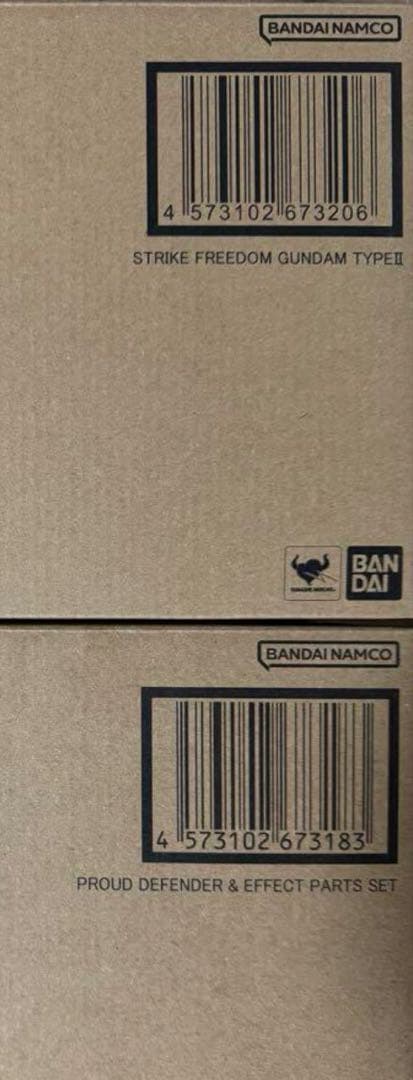 BANDAI NAMCO
4 573102 673206
STRIKE FREEDOM GUNDAM TYPEⅡ
BAN
DAI
BANDAI NAMCO
4 573102 673183
PROUD DEFENDER & EFFECT PARTS SET